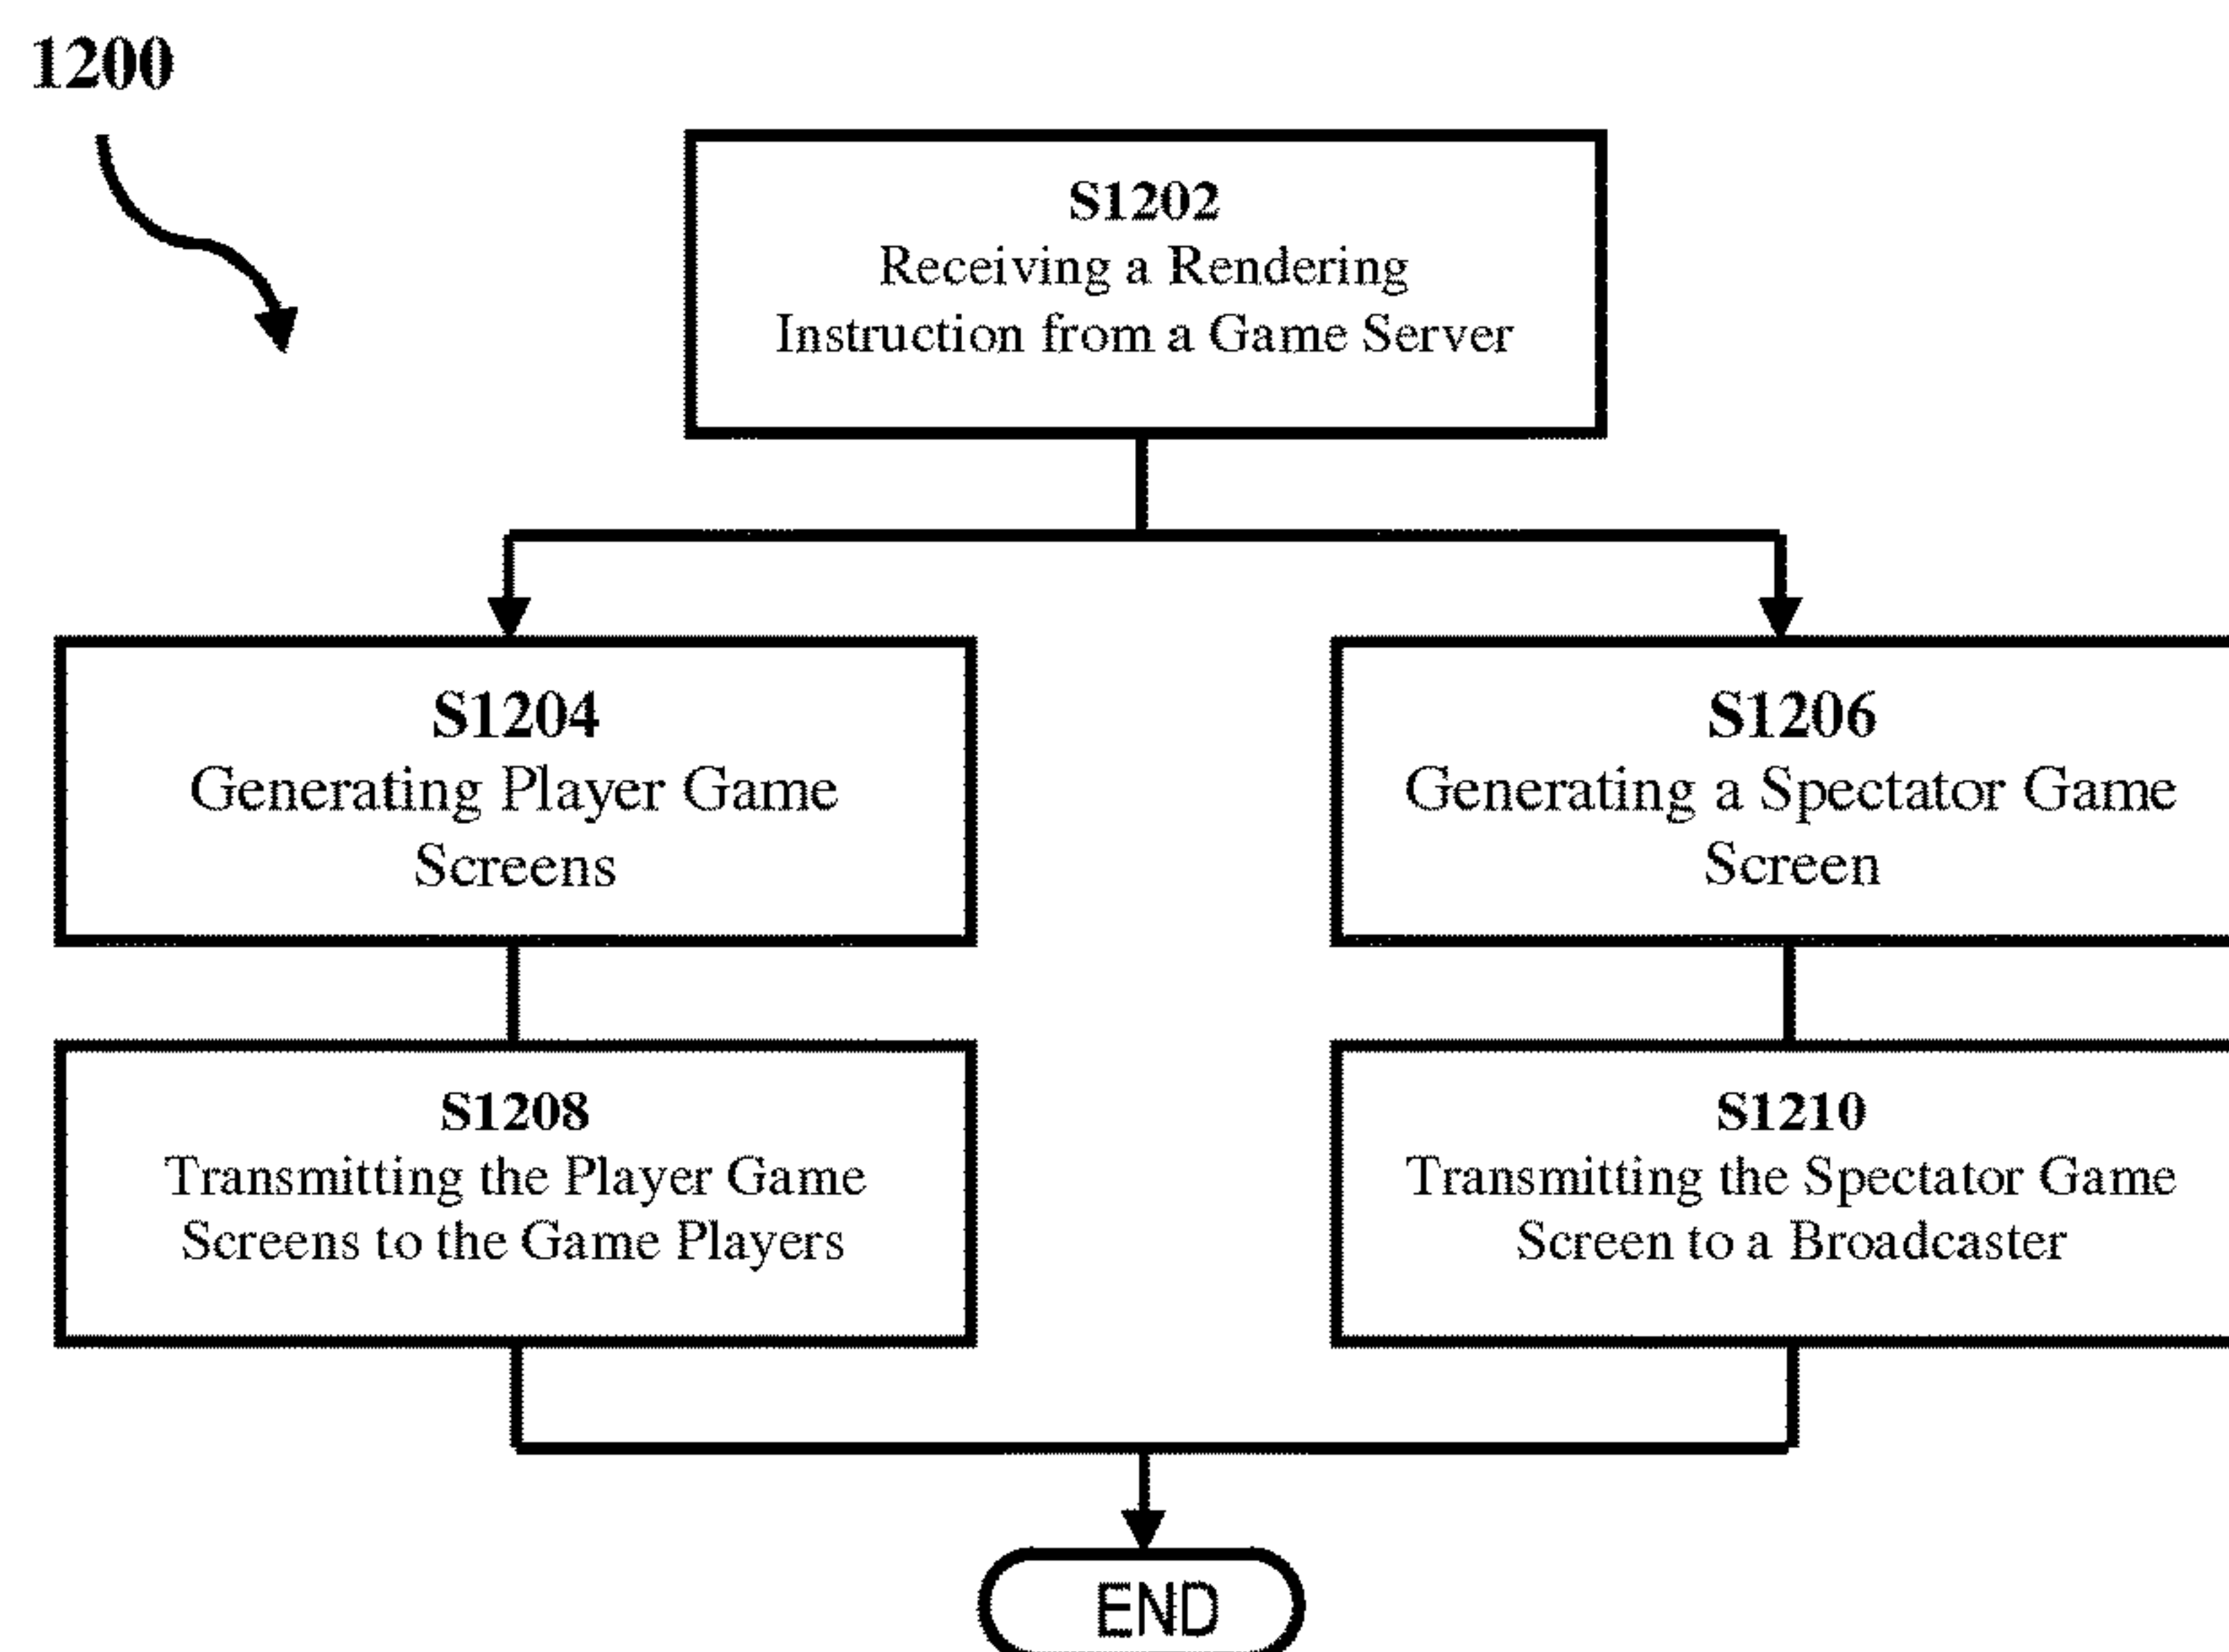 1200
S1202
Receiving a Rendering
Instruction from a Game Server
S1204
Generating Player Game
Screens
S1206
Generating a Spectator Game
Screen
S1208
Transmitting the Player Game
Screens to the Game Players
S1210
Transmitting the Spectator Game
Screen to a Broadcaster
END